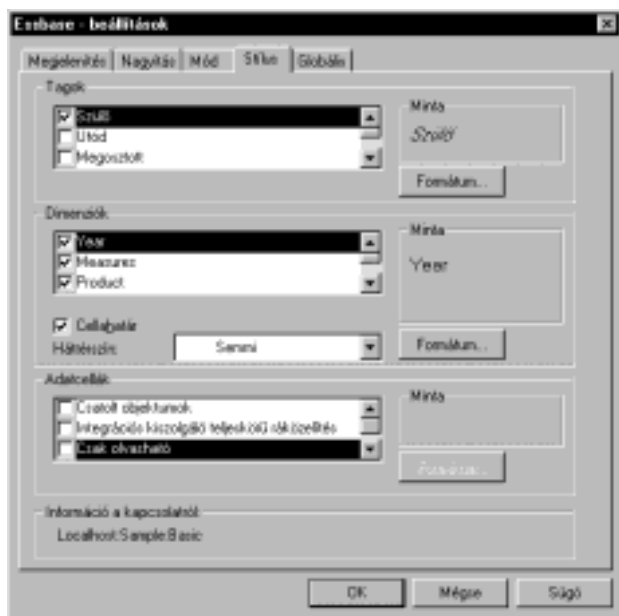 Essbase - beállítások
Megjelenítés Nagyítás Mód Stílus Globális
Tagok
Szülő
Utód
Megosztott
Minta
Szülő
Formátum...
Dimenziók
Year
Measures
Product
Minta
Year
Cellahatár
Háttérszín: Semmi
Formátum...
Adatcellák
Csatolt objektumok
Integrációs kiszolgáló teljeskörű ráközelítés
Csak olvasható
Minta
Formátum...
Információ a kapcsolatról:
Localhost:Sample:Basic
OK Mégse Súgó